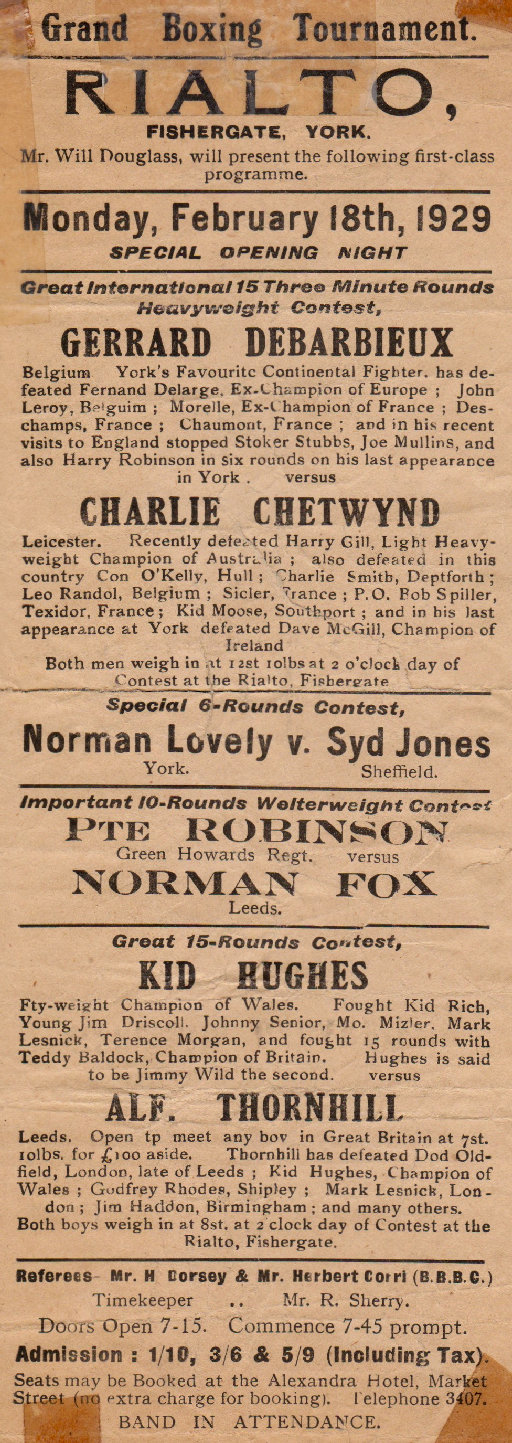 Grand Boxing Tournament.
RIALTO,
FISHERGATE, YORK.
Mr. Will Douglass, will present the following first-class
programme.
Monday, February 18th, 1929
SPECIAL OPENING NIGHT
Great International 15 Three Minute Rounds
Heavyweight Contest,
GERRARD DEBARBIEUX
Belgium York's Favourite Continental Fighter. has de-
feated Fernand Delarge, Ex-Champion of Europe ; John
Leroy, Belguim ; Morelle, Ex-Champion of France ; Des-
champs, France ; Chaumont, France ; and in his recent
visits to England stopped Stoker Stubbs, Joe Mullins, and
also Harry Robinson in six rounds on his last appearance
in York . versus
CHARLIE CHETWYND
Leicester. Recently defeated Harry Gill, Light Heavy-
weight Champion of Australia ; also defeated in this
country Con O'Kelly, Hull ; Charlie Smith, Deptforth ;
Leo Randol, Belgium ; Sicler, France ; P.O. Bob Spiller,
Texidor, France ; Kid Moose, Southport ; and in his last
appearance at York defeated Dave McGill, Champion of
Ireland
Both men weigh in at 12st 10lbs at 2 o'clock day of
Contest at the Rialto, Fishergate
Special 6-Rounds Contest,
Norman Lovely v. Syd Jones
York. Sheffield.
Important 10-Rounds Welterweight Contest
PTE ROBINSON
Green Howards Regt. versus
NORMAN FOX
Leeds.
Great 15-Rounds Contest,
KID HUGHES
Fty-weight Champion of Wales. Fought Kid Rich,
Young Jim Driscoll. Johnny Senior, Mo. Mizler, Mark
Lesnick, Terence Morgan, and fought 15 rounds with
Teddy Baldock, Champion of Britain. Hughes is said
to be Jimmy Wild the second. versus
ALF. THORNHILL
Leeds. Open tp meet any boy in Great Britain at 7st.
10lbs. for £100 aside. Thornhill has defeated Dod Old-
field, London, late of Leeds ; Kid Hughes, Champion of
Wales ; Godfrey Rhodes, Shipley ; Mark Lesnick, Lon-
don ; Jim Haddon, Birmingham ; and many others.
Both boys weigh in at 8st. at 2 o'clock day of Contest at the
Rialto, Fishergate.
Referees- Mr. H Dorsey & Mr. Herbert Corri (B.B.B.C.)
Timekeeper .. Mr. R. Sherry.
Doors Open 7-15. Commence 7-45 prompt.
Admission : 1/10, 3/6 & 5/9 (Including Tax).
Seats may be Booked at the Alexandra Hotel, Market
Street (no extra charge for booking). Telephone 3407.
BAND IN ATTENDANCE.